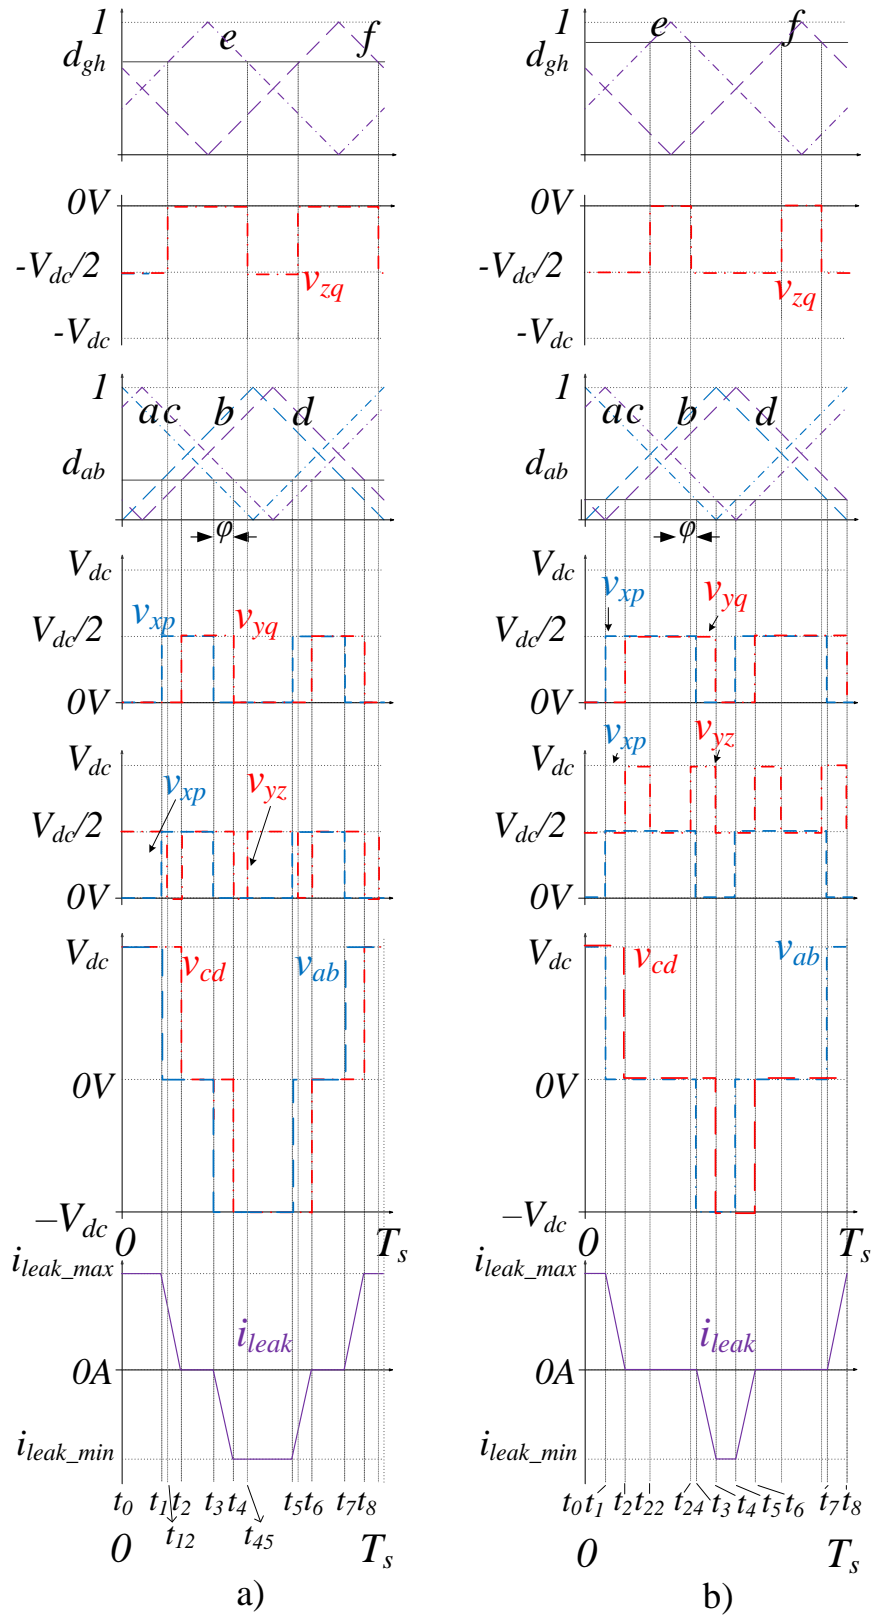 1
e
f
d_gh
0V
-V_dc/2
v_zq
-V_dc
1
a c b d
d_ab
φ
V_dc
v_xp
v_yq
V_dc/2
0V
V_dc
v_xp
v_yz
V_dc/2
0V
V_dc
v_cd
v_ab
0V
–V_dc
0
T_s
i_leak_max
i_leak
0A
i_leak_min
t_0 t_1 t_2 t_3 t_4 t_5 t_6 t_7 t_8
t_12 t_45
0 T_s
a)
1
e
f
d_gh
0V
-V_dc/2
v_zq
-V_dc
1
a c b d
d_ab
φ
V_dc
v_xp
v_yq
V_dc/2
0V
V_dc
v_xp
v_yz
V_dc/2
0V
V_dc
v_cd
v_ab
0V
–V_dc
0
T_s
i_leak_max
i_leak
0A
i_leak_min
t_0 t_1 t_2 t_22 t_24 t_3 t_4 t_5 t_6 t_7 t_8
0 T_s
b)